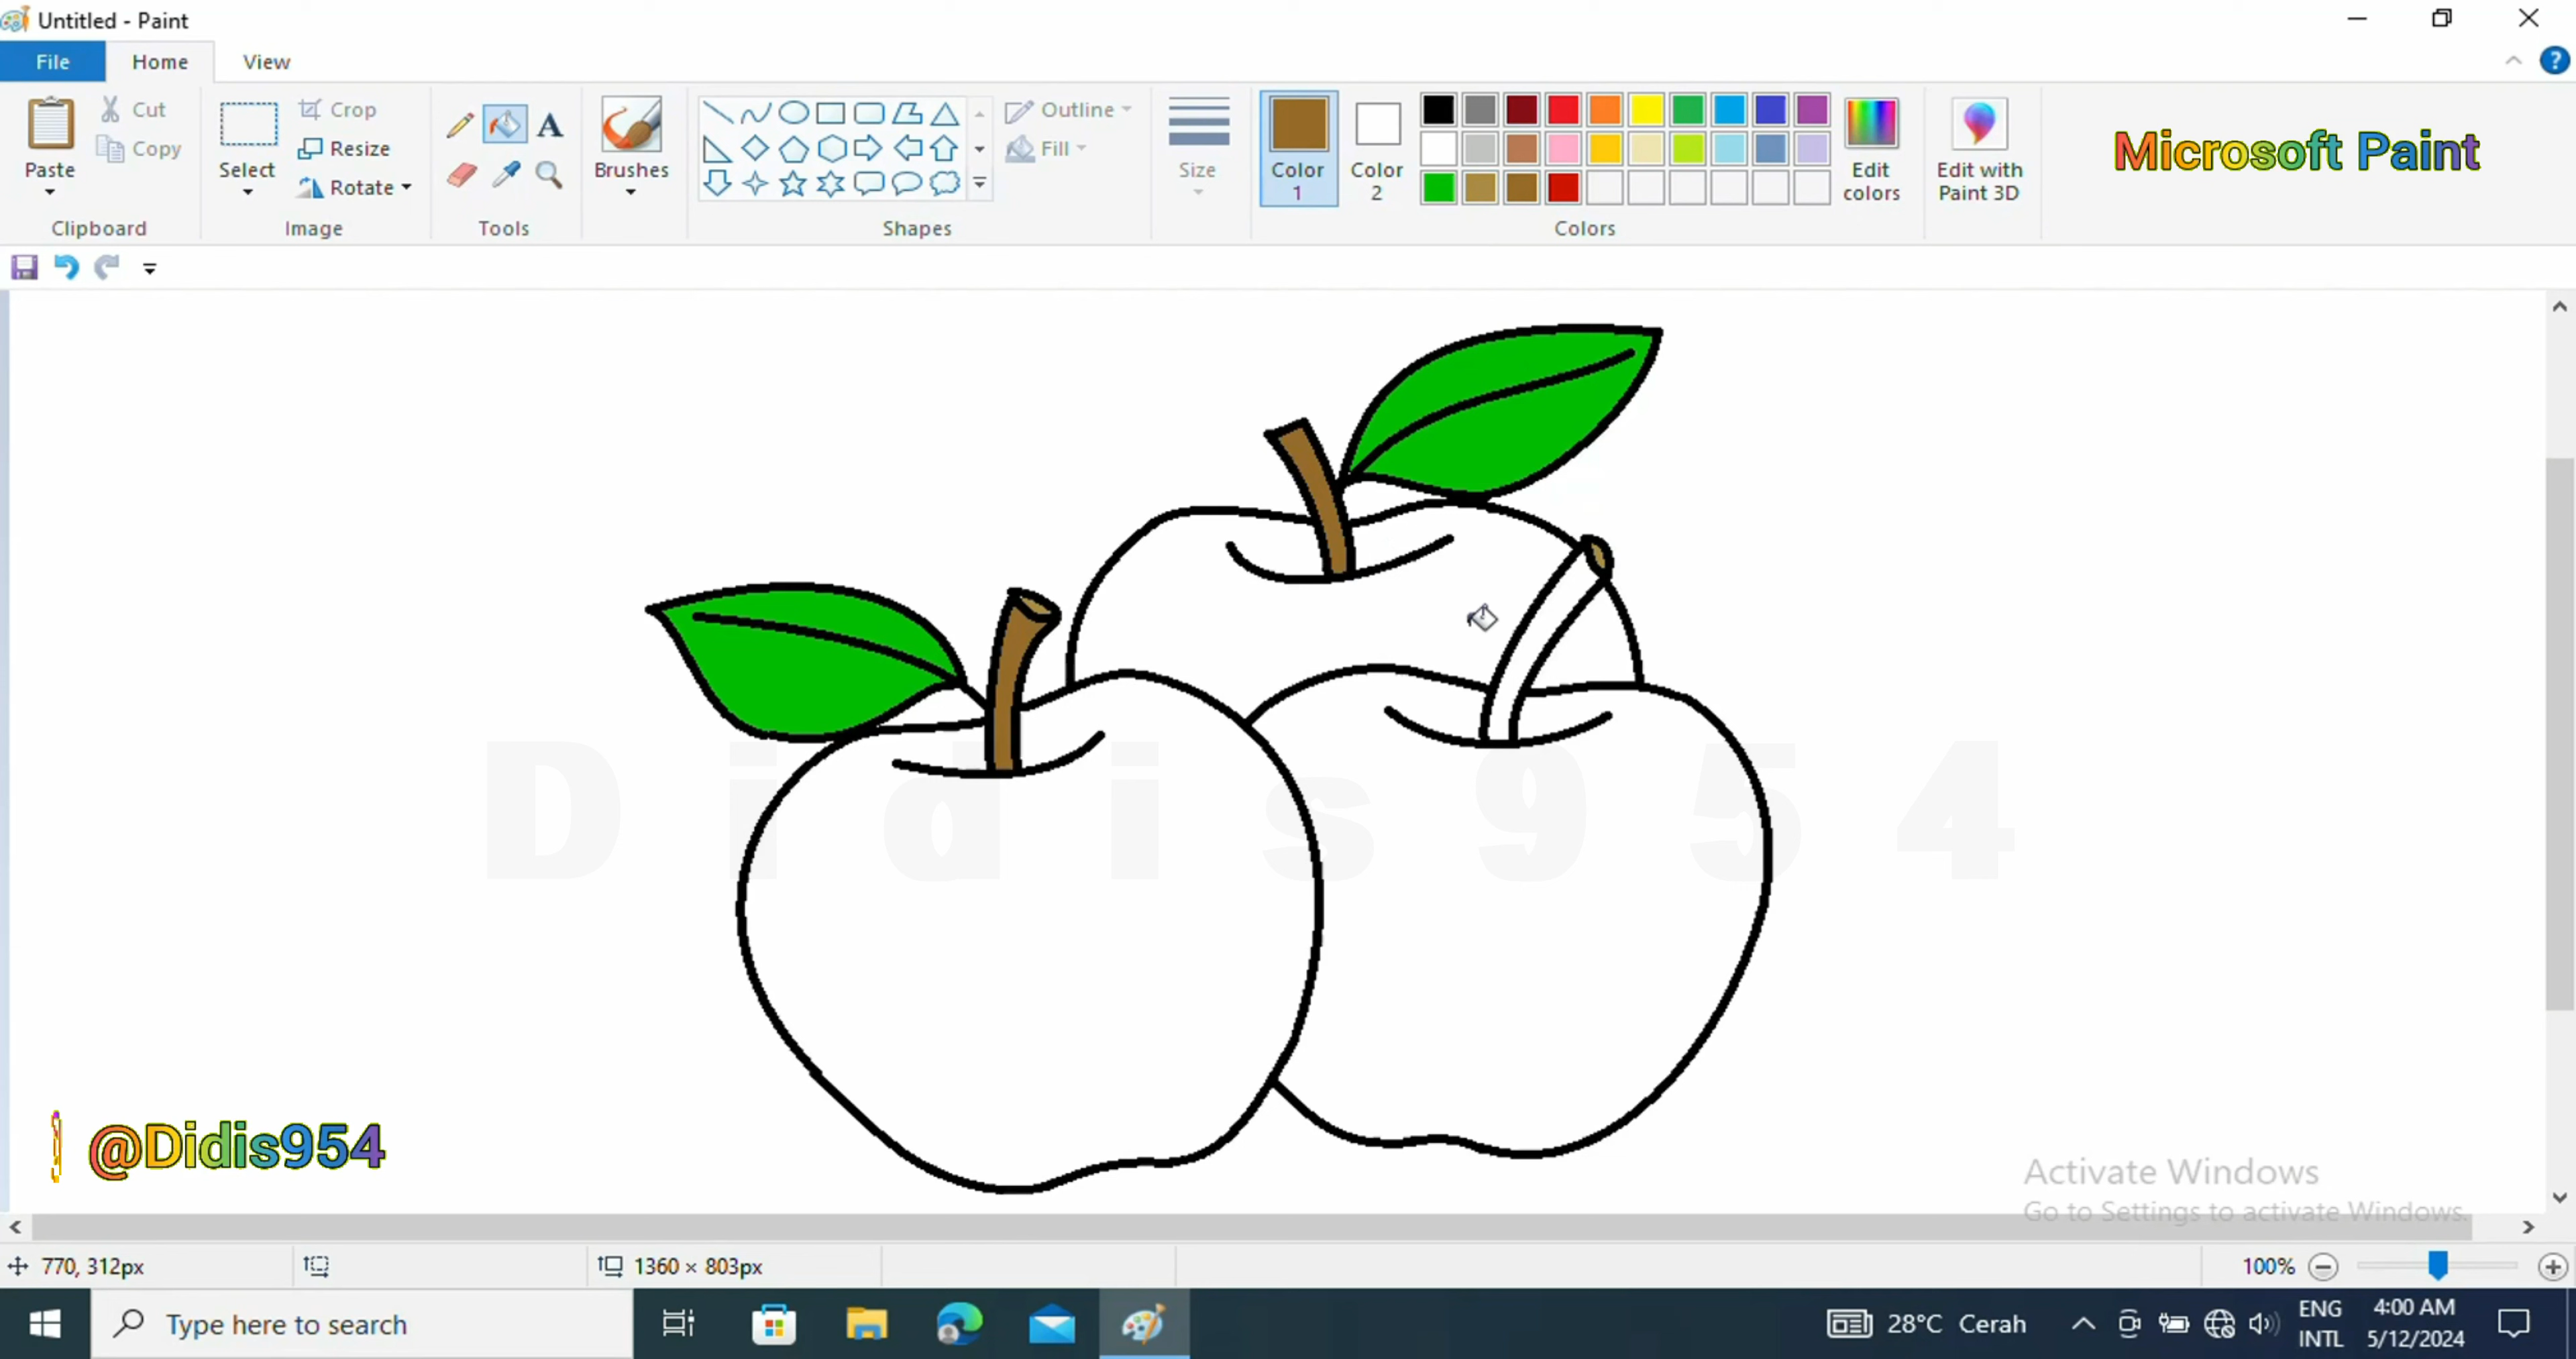 Untitled - Paint
File Home View
Paste
Cut
Copy
Clipboard
Select
Crop
Resize
Rotate
Image
A
Tools
Brushes
Outline
Fill
Shapes
Size
Color 1
Color 2
Edit colors
Colors
Edit with Paint 3D
Microsoft Paint
Didis954
@Didis954
Activate Windows
Go to Settings to activate Windows.
770, 312px
1360 × 803px
100%
Type here to search
28°C Cerah
ENG
INTL
4:00 AM
5/12/2024